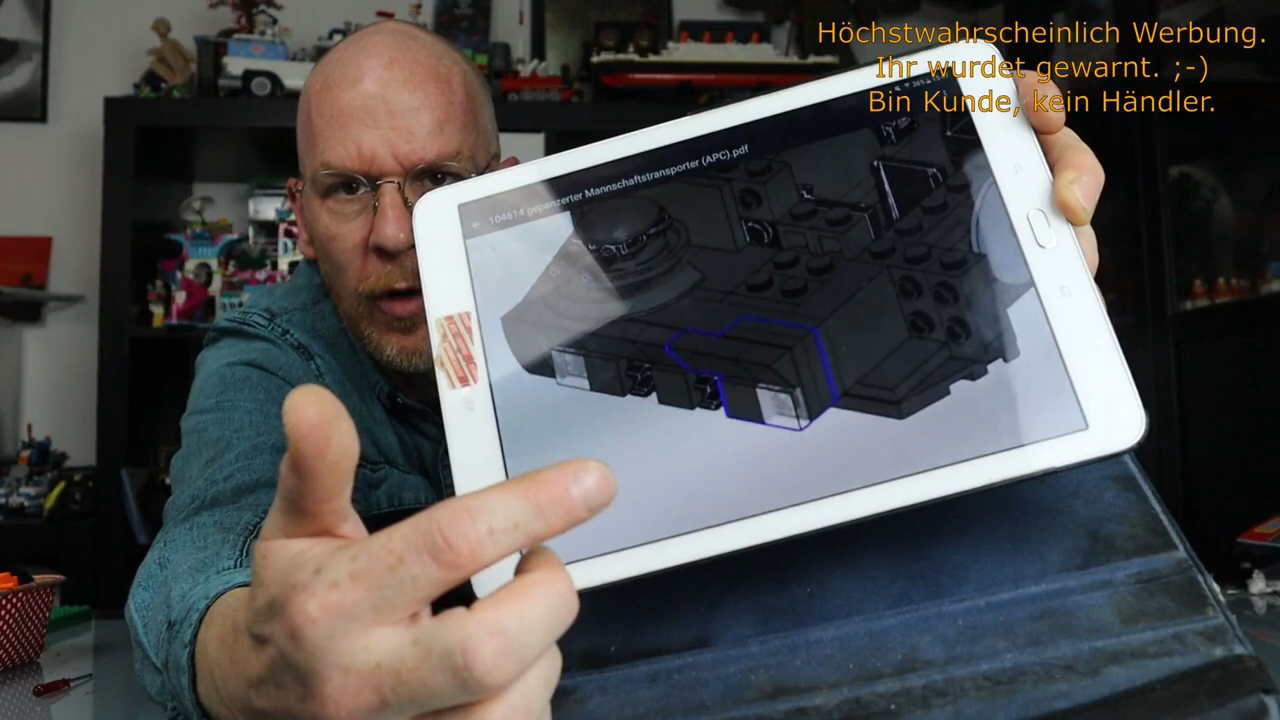 Höchstwahrscheinlich Werbung.
Ihr wurdet gewarnt. ;-)
Bin Kunde, kein Händler.
104614 gepanzerter Mannschaftstransporter (APC).pdf